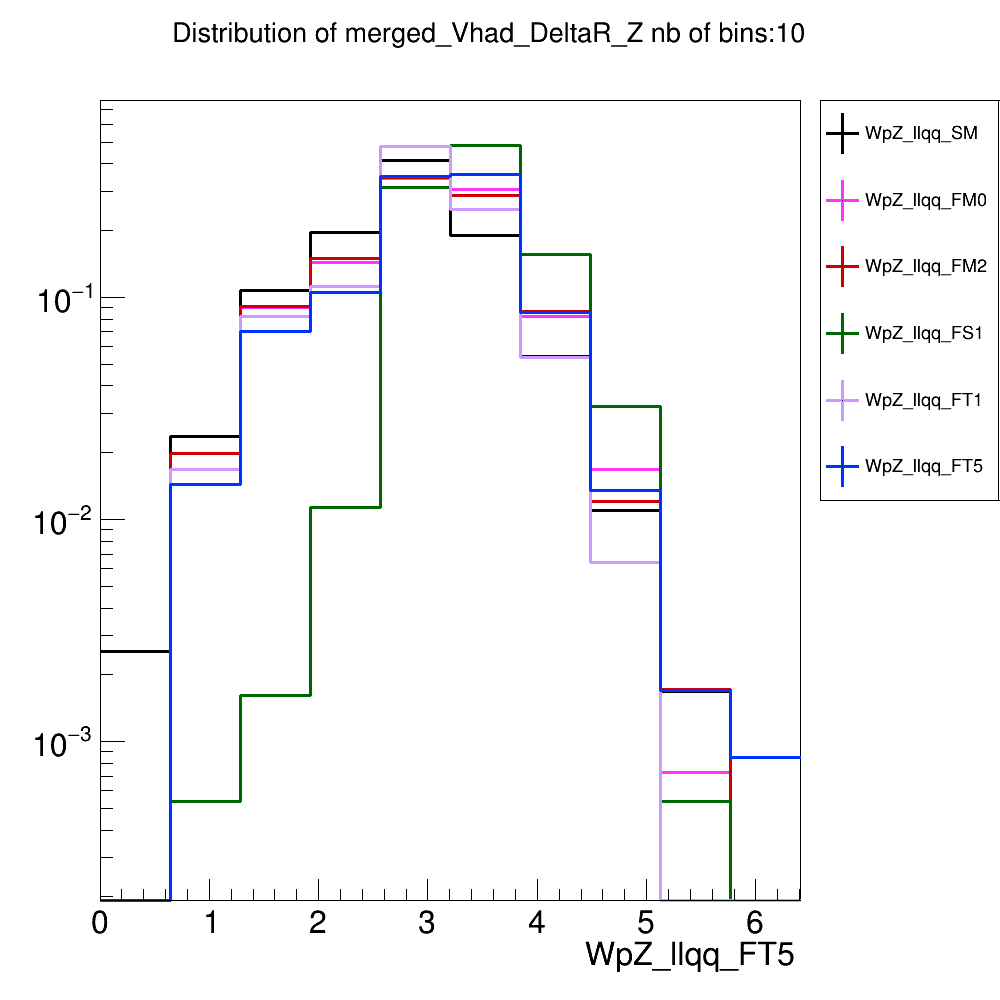 Distribution of merged_Vhad_DeltaR_Z nb of bins:10
WpZ_llqq_SM
WpZ_llqq_FM0
WpZ_llqq_FM2
WpZ_llqq_FS1
WpZ_llqq_FT1
WpZ_llqq_FT5
10−1
10−2
10−3
0 1 2 3 4 5 6
WpZ_llqq_FT5